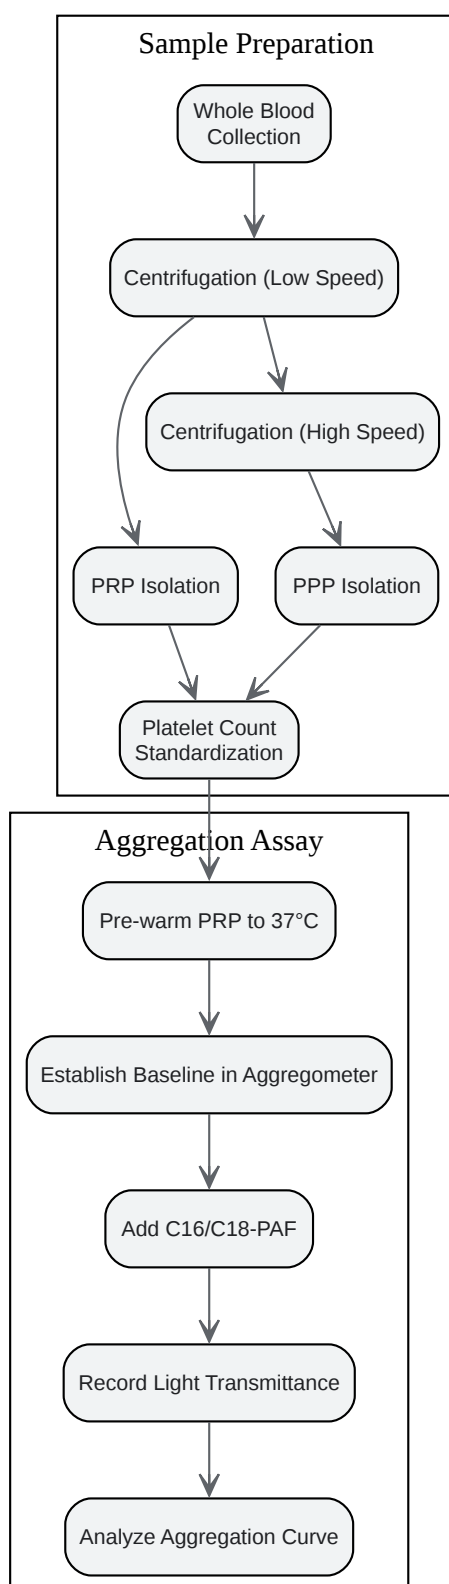 Sample Preparation
Whole Blood
Collection
Centrifugation (Low Speed)
Centrifugation (High Speed)
PRP Isolation
PPP Isolation
Platelet Count
Standardization
Aggregation Assay
Pre-warm PRP to 37°C
Establish Baseline in Aggregometer
Add C16/C18-PAF
Record Light Transmittance
Analyze Aggregation Curve